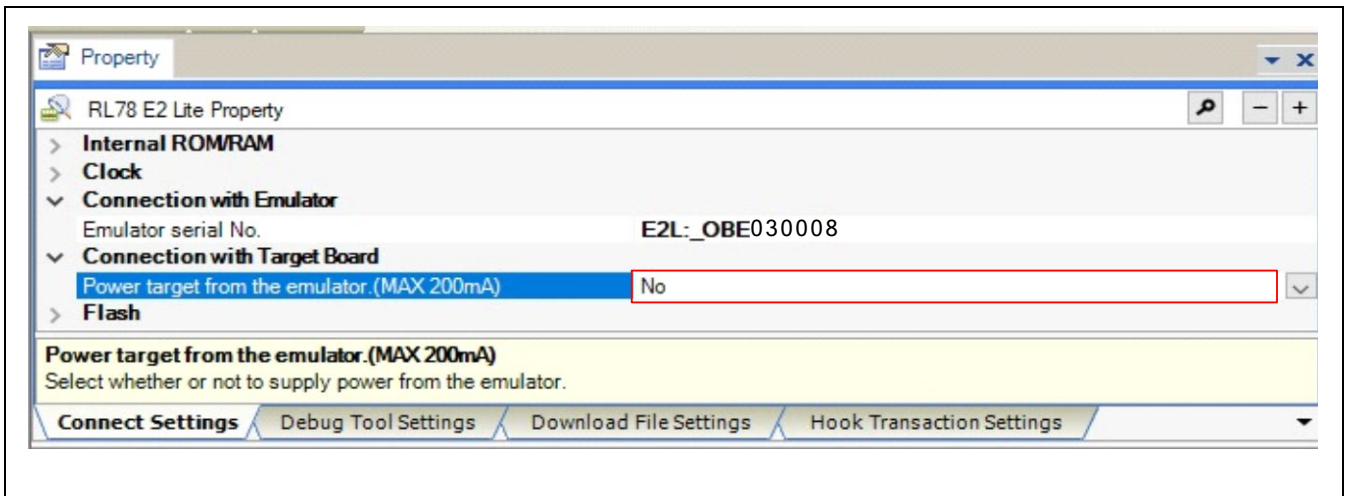 Property
RL78 E2 Lite Property
Internal ROM/RAM
Clock
Connection with Emulator
Emulator serial No. E2L:_OBE030008
Connection with Target Board
Power target from the emulator.(MAX 200mA) No
Flash
Power target from the emulator.(MAX 200mA)
Select whether or not to supply power from the emulator.
Connect Settings Debug Tool Settings Download File Settings Hook Transaction Settings